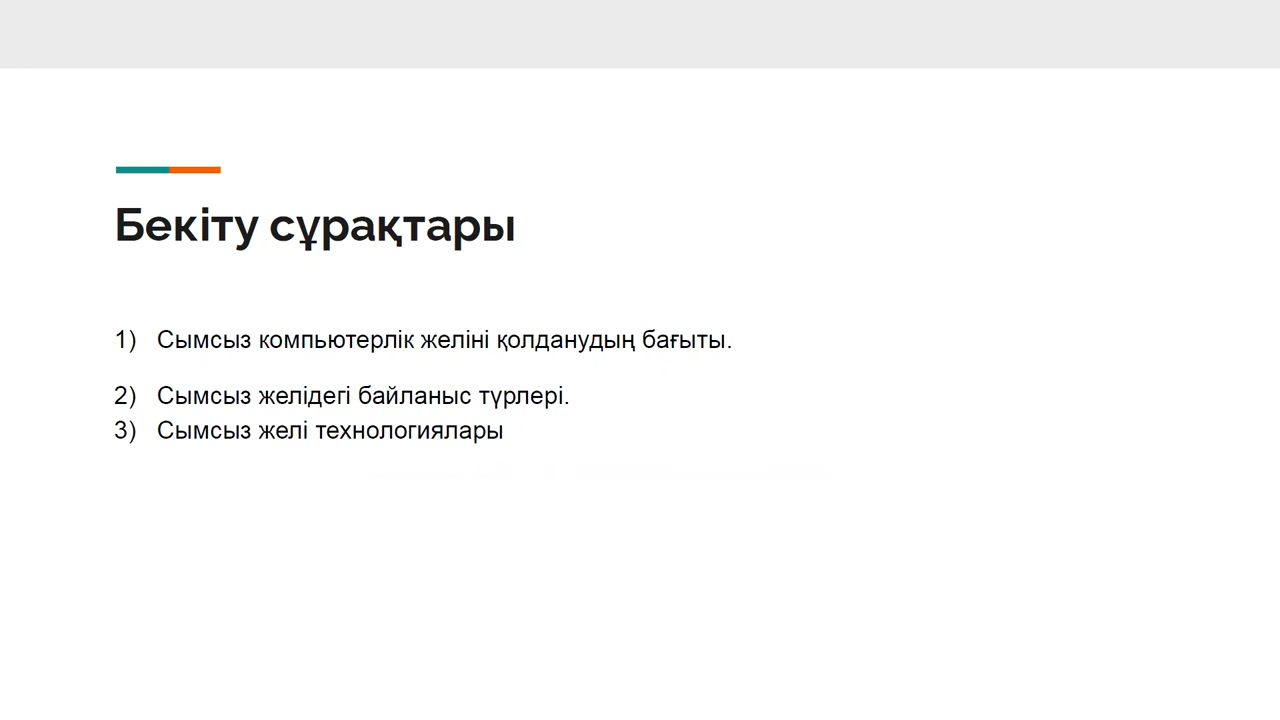 Бекіту сұрақтары
1) Сымсыз компьютерлік желіні қолданудың бағыты.
2) Сымсыз желідегі байланыс түрлері.
3) Сымсыз желі технологиялары